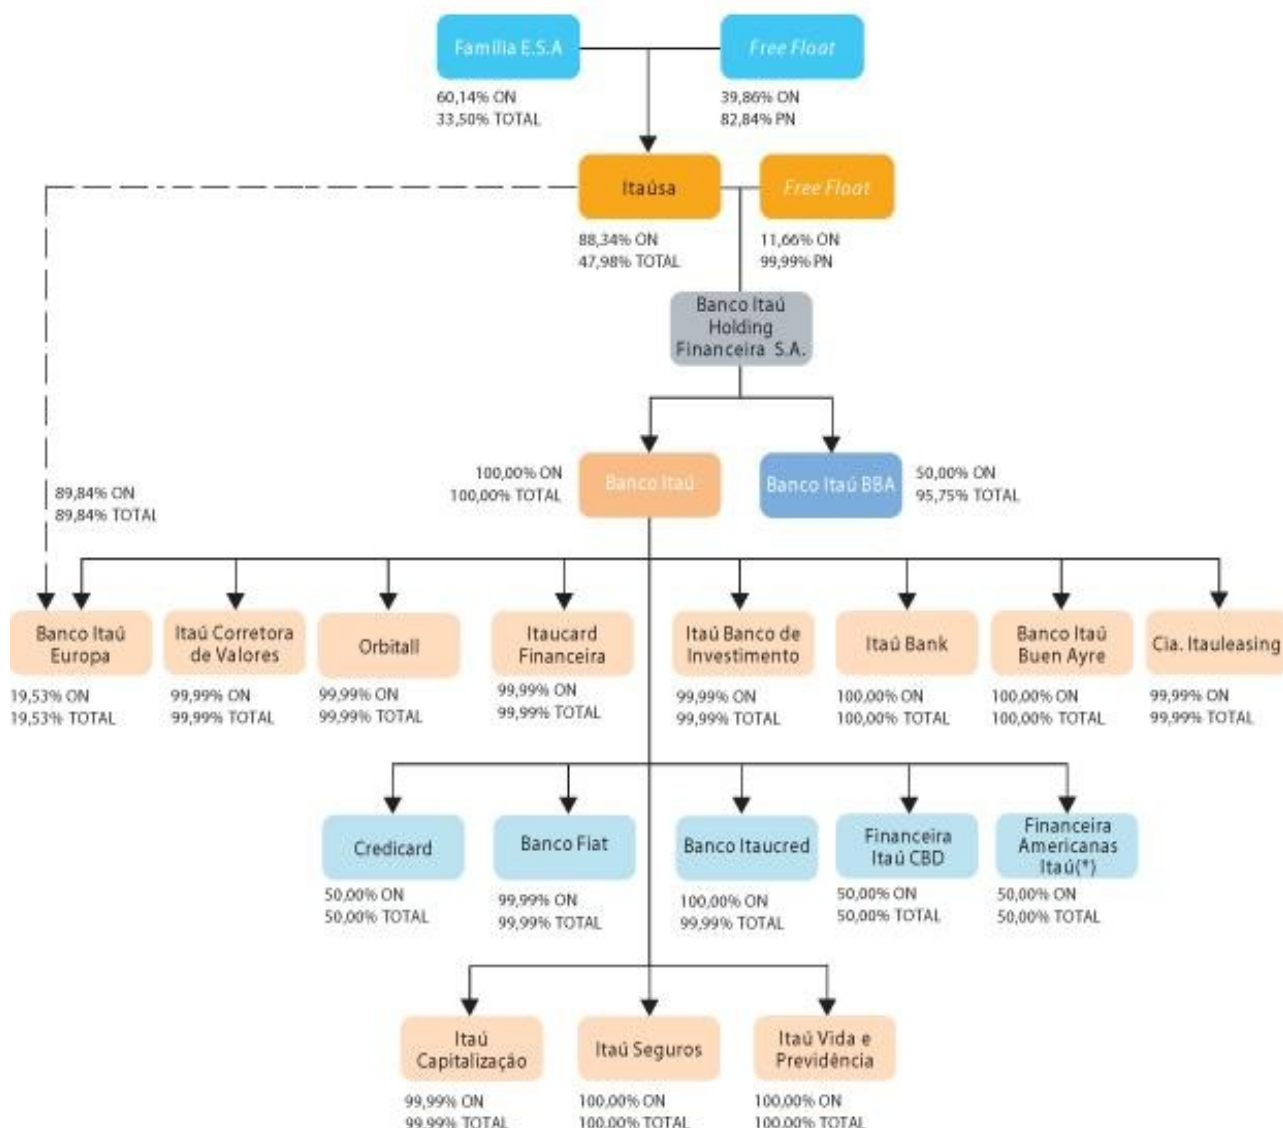 Família E.S.A
Free Float
60,14% ON
33,50% TOTAL
39,86% ON
82,84% PN
Itaúsa
Free Float
88,34% ON
47,98% TOTAL
11,66% ON
99,99% PN
Banco Itaú
Holding
Financeira S.A.
100,00% ON
100,00% TOTAL
Banco Itaú
Banco Itaú BBA
50,00% ON
95,75% TOTAL
89,84% ON
89,84% TOTAL
Banco Itaú
Europa
19,53% ON
19,53% TOTAL
Itaú Corretora
de Valores
99,99% ON
99,99% TOTAL
Orbitall
99,99% ON
99,99% TOTAL
Itaucard
Financeira
99,99% ON
99,99% TOTAL
Itaú Banco de
Investimento
99,99% ON
99,99% TOTAL
Itaú Bank
100,00% ON
100,00% TOTAL
Banco Itaú
Buen Ayre
100,00% ON
100,00% TOTAL
Cia. Itauleasing
99,99% ON
99,99% TOTAL
Credicard
50,00% ON
50,00% TOTAL
Banco Fiat
99,99% ON
99,99% TOTAL
Banco Itaucred
100,00% ON
99,99% TOTAL
Financeira
Itaú CBD
50,00% ON
50,00% TOTAL
Financeira
Americanas
Itaú(*)
50,00% ON
50,00% TOTAL
Itaú
Capitalização
99,99% ON
99,99% TOTAL
Itaú Seguros
100,00% ON
100,00% TOTAL
Itaú Vida e
Previdência
100,00% ON
100,00% TOTAL